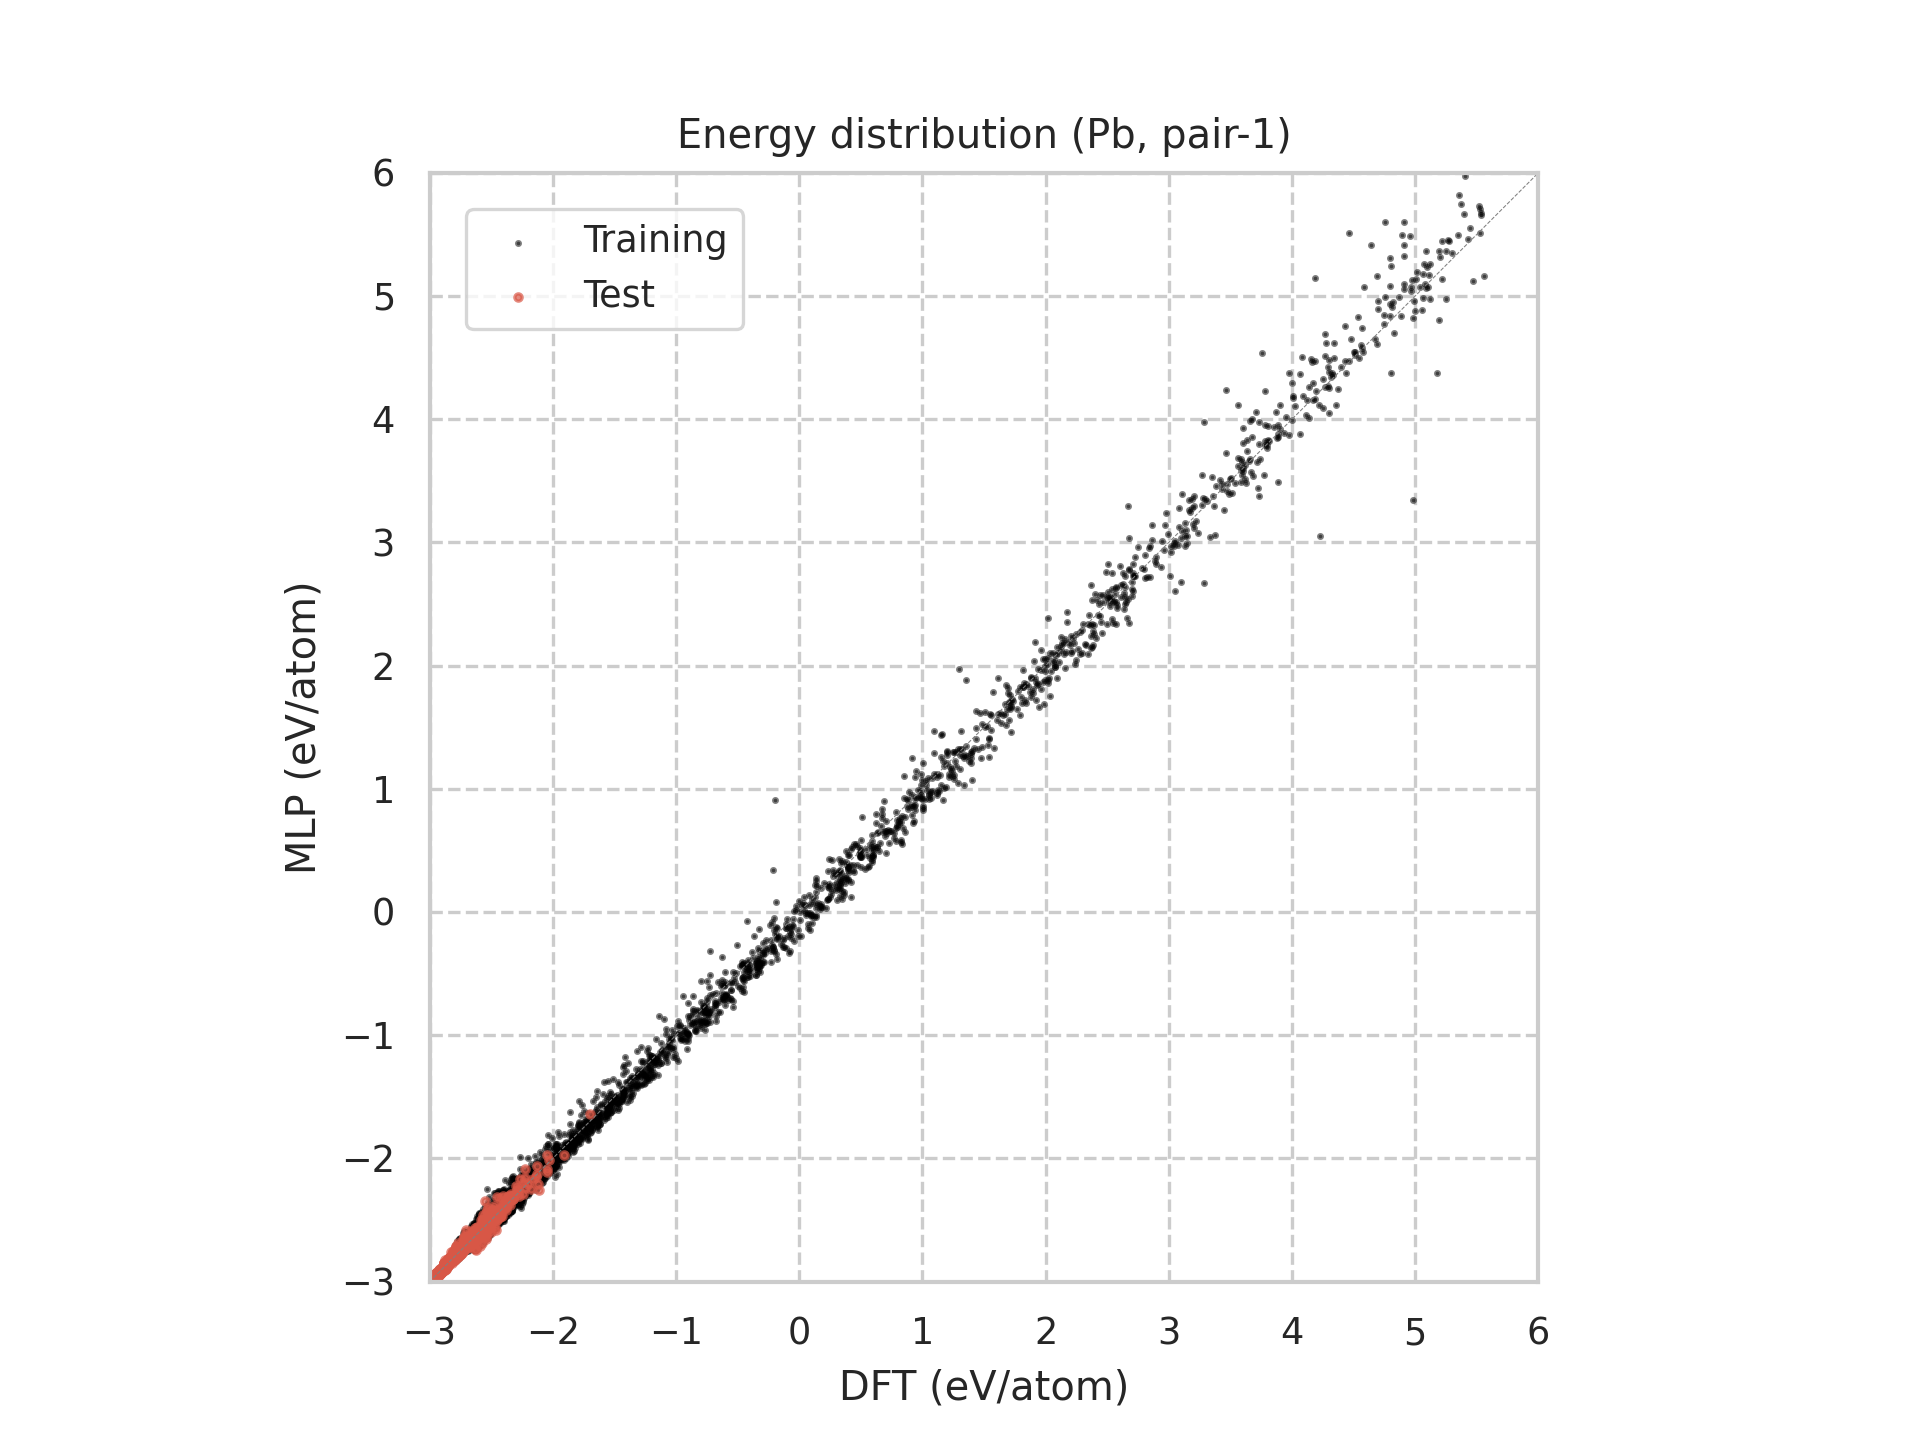 Energy distribution (Pb, pair-1)
Training
Test
6
5
4
3
2
1
0
−1
−2
−3
MLP (eV/atom)
−3 −2 −1 0 1 2 3 4 5 6
DFT (eV/atom)